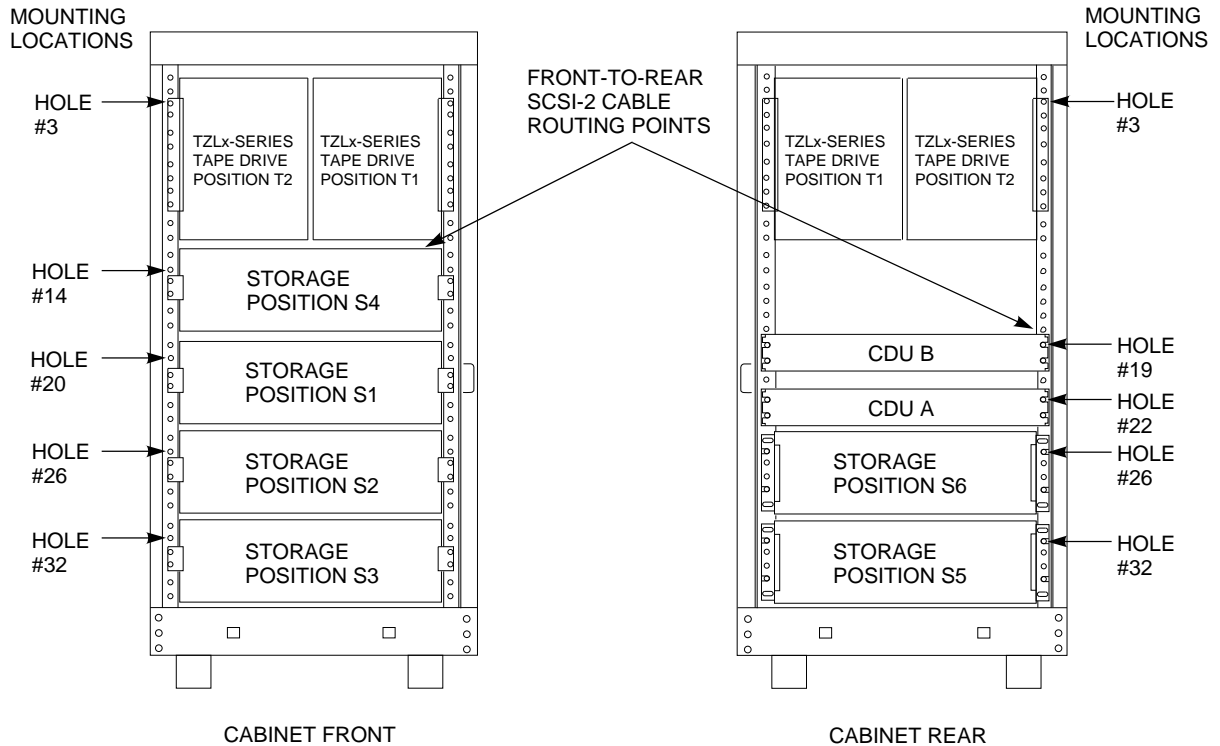 MOUNTING
LOCATIONS
HOLE
#3
HOLE
#14
HOLE
#20
HOLE
#26
HOLE
#32
TZLx-SERIES
TAPE DRIVE
POSITION T2
TZLx-SERIES
TAPE DRIVE
POSITION T1
STORAGE
POSITION S4
STORAGE
POSITION S1
STORAGE
POSITION S2
STORAGE
POSITION S3
CABINET FRONT
FRONT-TO-REAR
SCSI-2 CABLE
ROUTING POINTS
TZLx-SERIES
TAPE DRIVE
POSITION T1
TZLx-SERIES
TAPE DRIVE
POSITION T2
CDU B
CDU A
STORAGE
POSITION S6
STORAGE
POSITION S5
CABINET REAR
MOUNTING
LOCATIONS
HOLE
#3
HOLE
#19
HOLE
#22
HOLE
#26
HOLE
#32